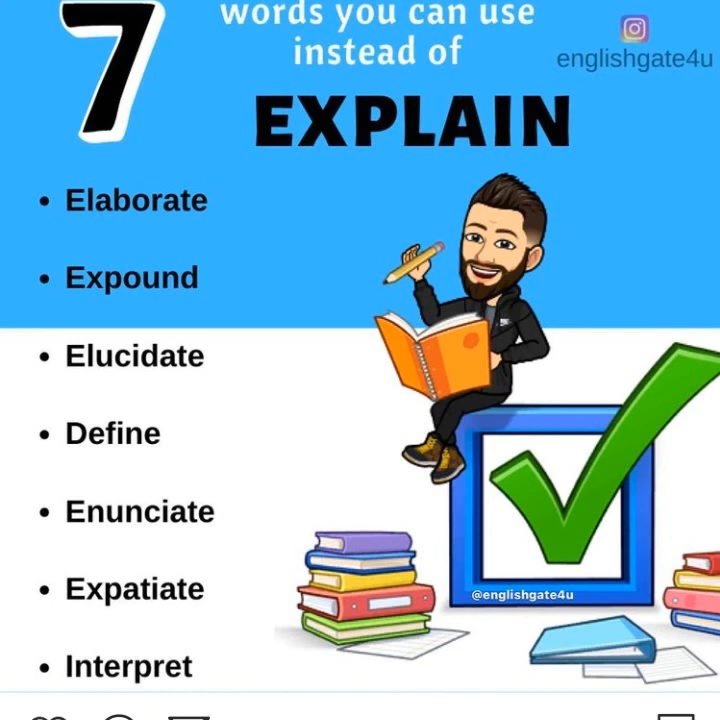 7
words you can use
instead of
EXPLAIN
englishgate4u
• Elaborate
• Expound
• Elucidate
• Define
• Enunciate
• Expatiate
• Interpret
@englishgate4u